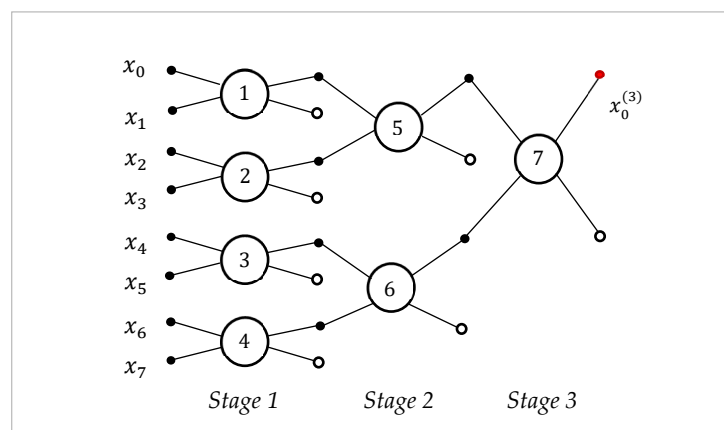 x₀
1
x₁
x₀⁽³⁾
5
x₂
7
2
x₃
x₄
3
x₅
6
x₆
4
x₇
Stage 1 Stage 2 Stage 3